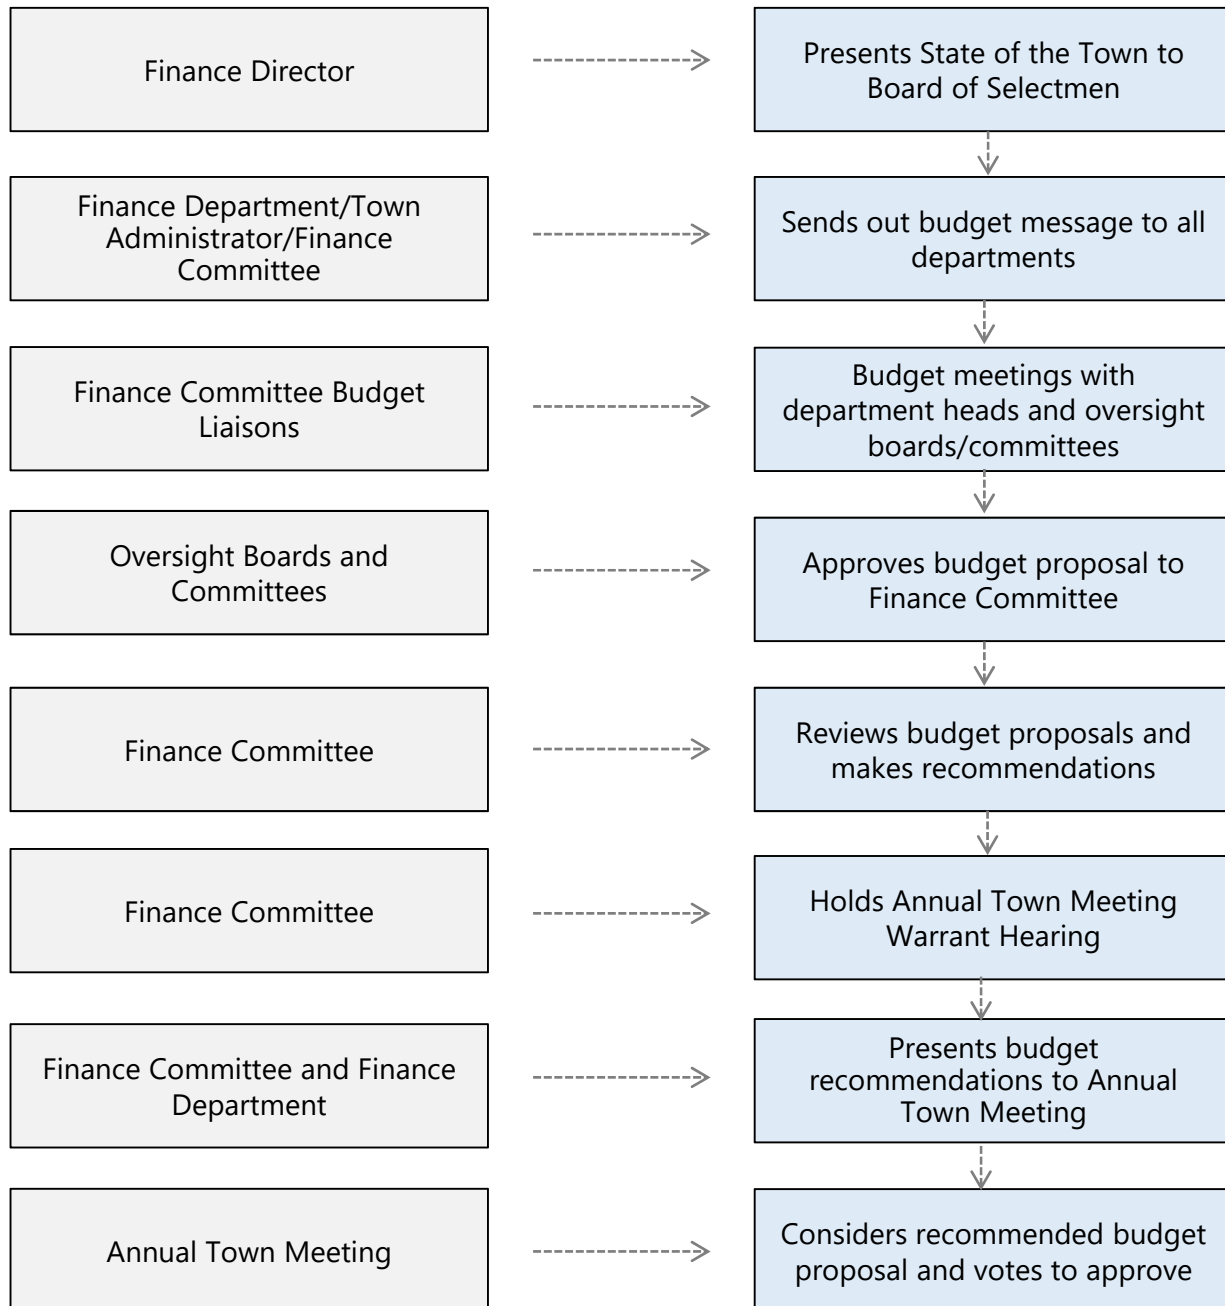 Finance Director
Presents State of the Town to
Board of Selectmen
Finance Department/Town
Administrator/Finance
Committee
Sends out budget message to all
departments
Finance Committee Budget
Liaisons
Budget meetings with
department heads and oversight
boards/committees
Oversight Boards and
Committees
Approves budget proposal to
Finance Committee
Finance Committee
Reviews budget proposals and
makes recommendations
Finance Committee
Holds Annual Town Meeting
Warrant Hearing
Finance Committee and Finance
Department
Presents budget
recommendations to Annual
Town Meeting
Annual Town Meeting
Considers recommended budget
proposal and votes to approve